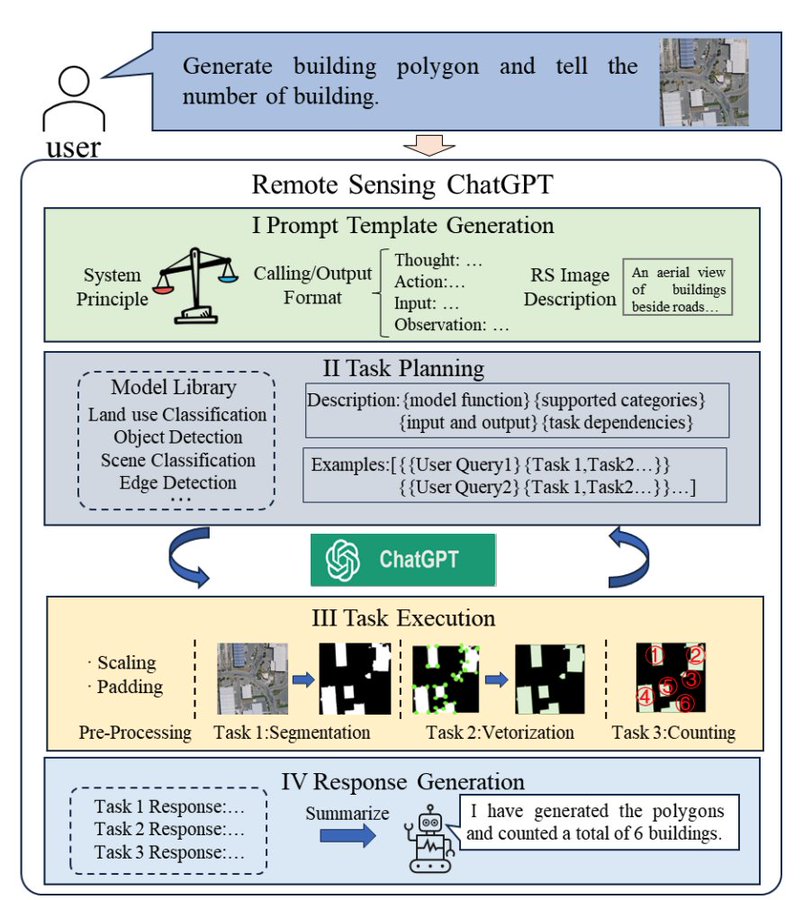 Generate building polygon and tell the
number of building.
user
Remote Sensing ChatGPT
I Prompt Template Generation
System
Principle
Calling/Output
Format
Thought: …
Action:…
Input: …
Observation: …
RS Image
Description
An aerial view
of buildings
beside roads…
II Task Planning
Model Library
Land use Classification
Object Detection
Scene Classification
Edge Detection
…
Description:{model function}{supported categories}
{input and output}{task dependencies}
Examples:[{{User Query1}{Task 1,Task2…}}
{{User Query2}{Task 1,Task2…}}…]
ChatGPT
III Task Execution
· Scaling
· Padding
Pre-Processing
Task 1:Segmentation
Task 2:Vetorization
①
②
③
④
⑤
⑥
Task 3:Counting
IV Response Generation
Task 1 Response:…
Task 2 Response:…
Task 3 Response:…
Summarize
I have generated the polygons
and counted a total of 6 buildings.